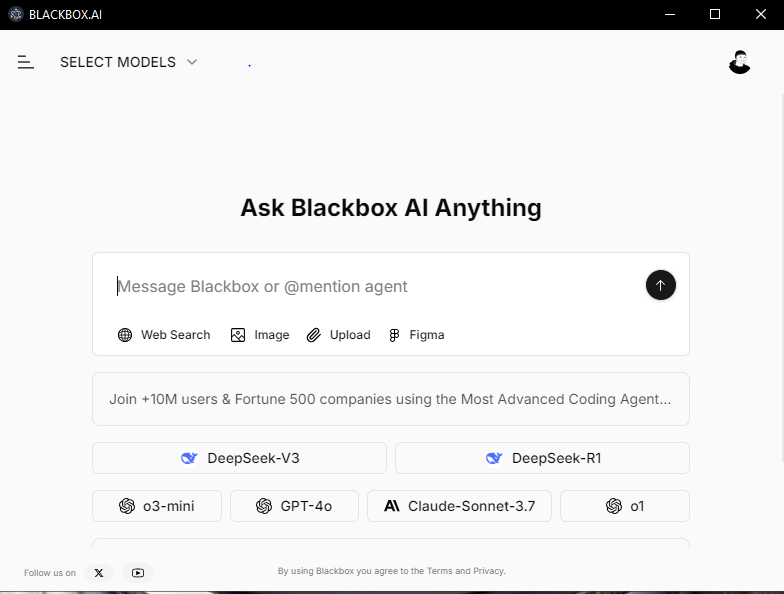 BLACKBOX.AI
SELECT MODELS .
Ask Blackbox AI Anything
Message Blackbox or @mention agent
Web Search Image Upload Figma
Join +10M users & Fortune 500 companies using the Most Advanced Coding Agent...
DeepSeek-V3 DeepSeek-R1
o3-mini GPT-4o Claude-Sonnet-3.7 o1
Follow us on By using Blackbox you agree to the Terms and Privacy.